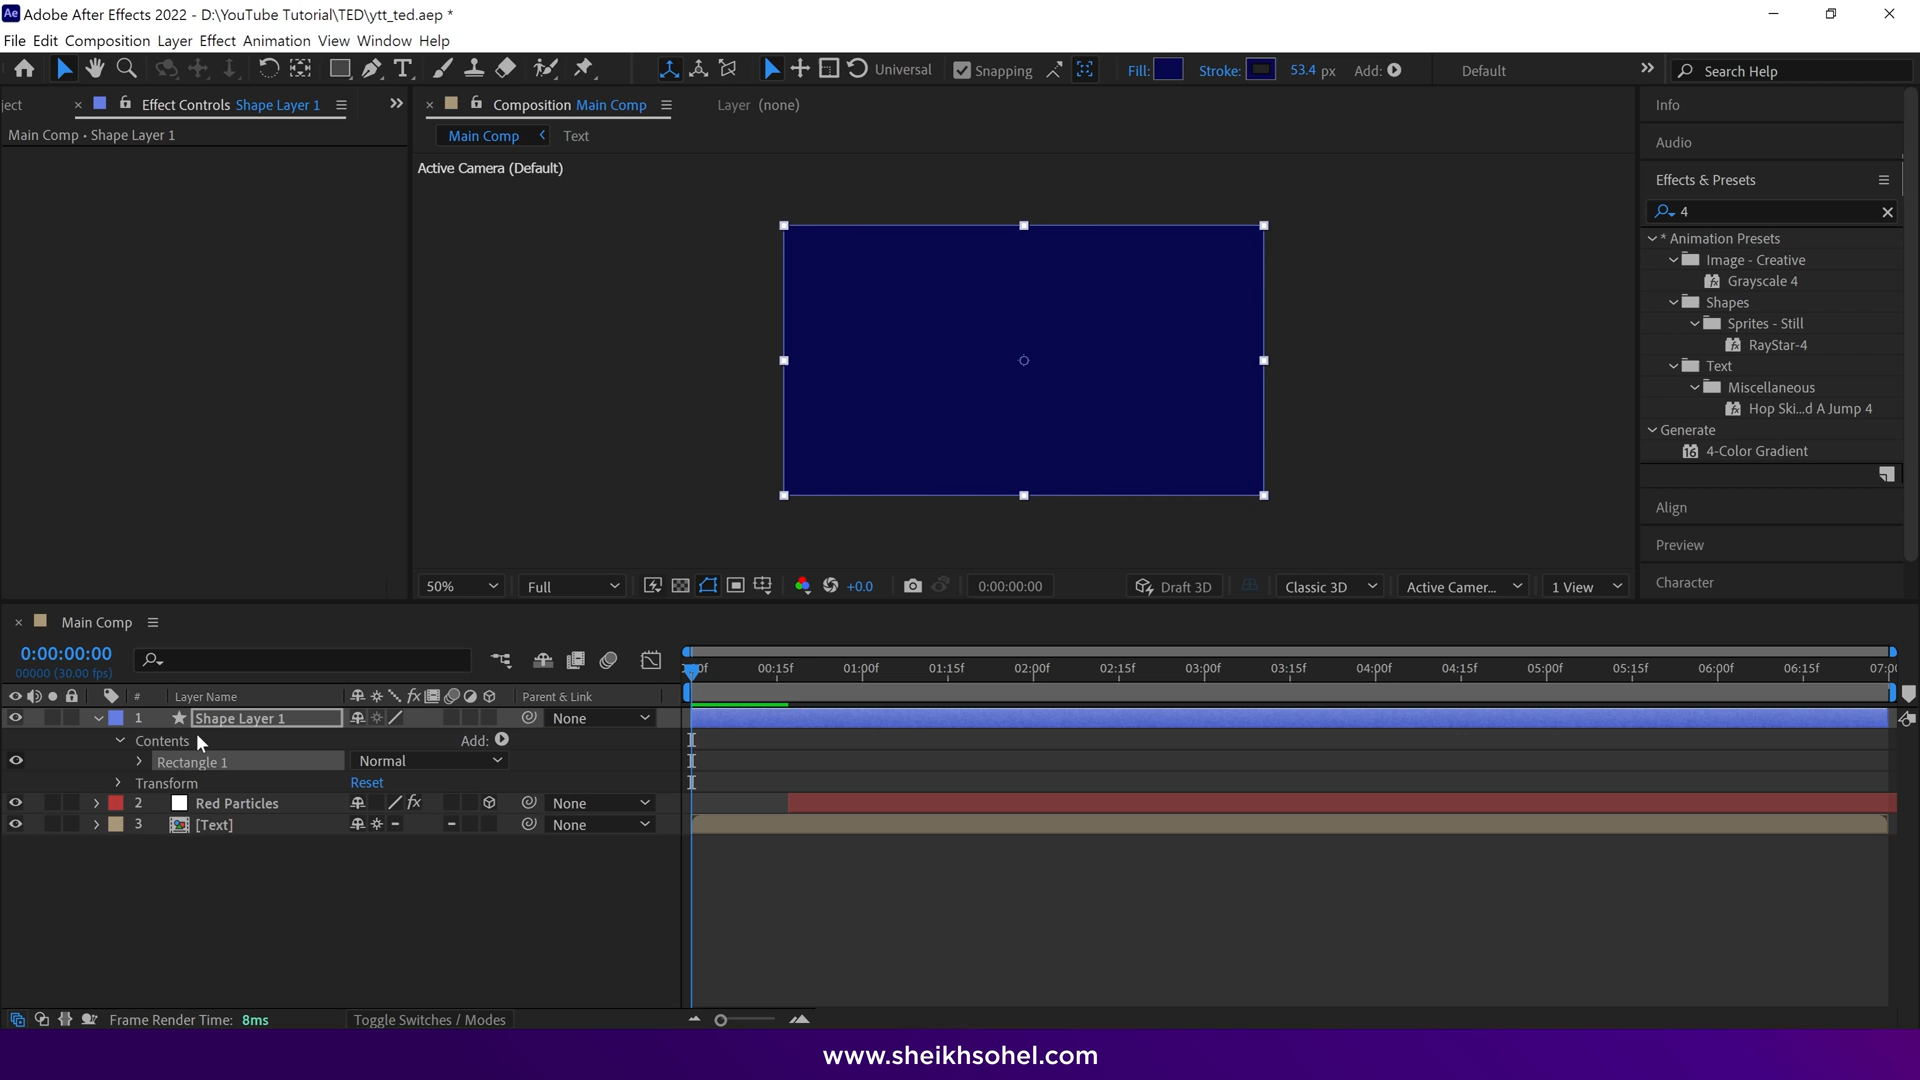 Adobe After Effects 2022 - D:\YouTube Tutorial\TED\ytt_ted.aep *
File Edit Composition Layer Effect Animation View Window Help
Universal Snapping Fill: Stroke: 53.4 px Add: Default Search Help
ject Effect Controls Shape Layer 1 Composition Main Comp Layer (none) Info
Main Comp • Shape Layer 1 Main Comp Text
Audio
Active Camera (Default)
Effects & Presets
4
* Animation Presets
Image - Creative
Grayscale 4
Shapes
Sprites - Still
RayStar-4
Text
Miscellaneous
Hop Ski...d A Jump 4
Generate
4-Color Gradient
Align
Preview
Character
50% Full +0.0 0:00:00:00 Draft 3D Classic 3D Active Camer... 1 View
Main Comp
0:00:00:00
00000 (30.00 fps)
00f 00:15f 01:00f 01:15f 02:00f 02:15f 03:00f 03:15f 04:00f 04:15f 05:00f 05:15f 06:00f 06:15f 07:00
# Layer Name fx Parent & Link
1 Shape Layer 1 None
Contents Add:
Rectangle 1 Normal
Transform Reset
2 Red Particles fx None
3 [Text] None
Frame Render Time: 8ms Toggle Switches / Modes
www.sheikhsohel.com